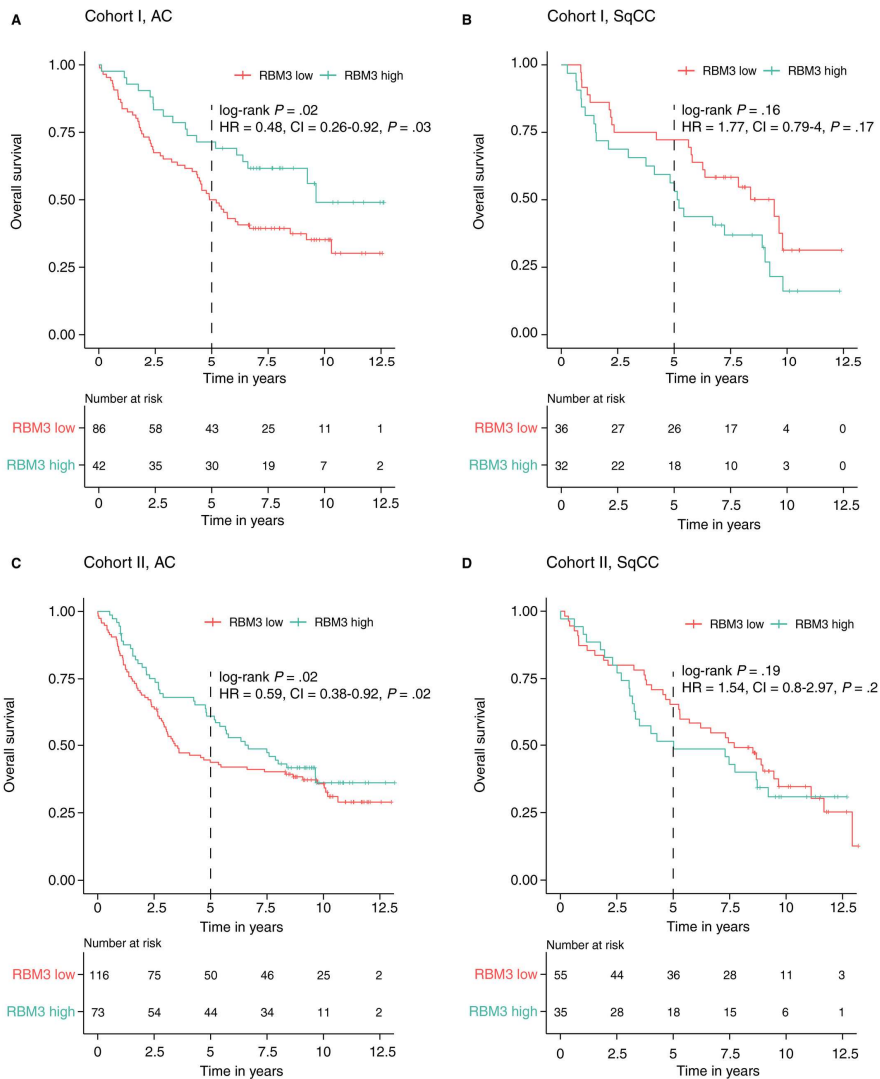 A
Cohort I, AC
RBM3 low RBM3 high
log-rank P = .02
HR = 0.48, CI = 0.26-0.92, P = .03
Overall survival
1.00
0.75
0.50
0.25
0.00
0 2.5 5 7.5 10 12.5
Time in years
Number at risk
RBM3 low 86 58 43 25 11 1
RBM3 high 42 35 30 19 7 2
0 2.5 5 7.5 10 12.5
Time in years
B
Cohort I, SqCC
RBM3 low RBM3 high
log-rank P = .16
HR = 1.77, CI = 0.79-4, P = .17
Overall survival
1.00
0.75
0.50
0.25
0.00
0 2.5 5 7.5 10 12.5
Time in years
Number at risk
RBM3 low 36 27 26 17 4 0
RBM3 high 32 22 18 10 3 0
0 2.5 5 7.5 10 12.5
Time in years
C
Cohort II, AC
RBM3 low RBM3 high
log-rank P = .02
HR = 0.59, CI = 0.38-0.92, P = .02
Overall survival
1.00
0.75
0.50
0.25
0.00
0 2.5 5 7.5 10 12.5
Time in years
Number at risk
RBM3 low 116 75 50 46 25 2
RBM3 high 73 54 44 34 11 2
0 2.5 5 7.5 10 12.5
Time in years
D
Cohort II, SqCC
RBM3 low RBM3 high
log-rank P = .19
HR = 1.54, CI = 0.8-2.97, P = .2
Overall survival
1.00
0.75
0.50
0.25
0.00
0 2.5 5 7.5 10 12.5
Time in years
Number at risk
RBM3 low 55 44 36 28 11 3
RBM3 high 35 28 18 15 6 1
0 2.5 5 7.5 10 12.5
Time in years